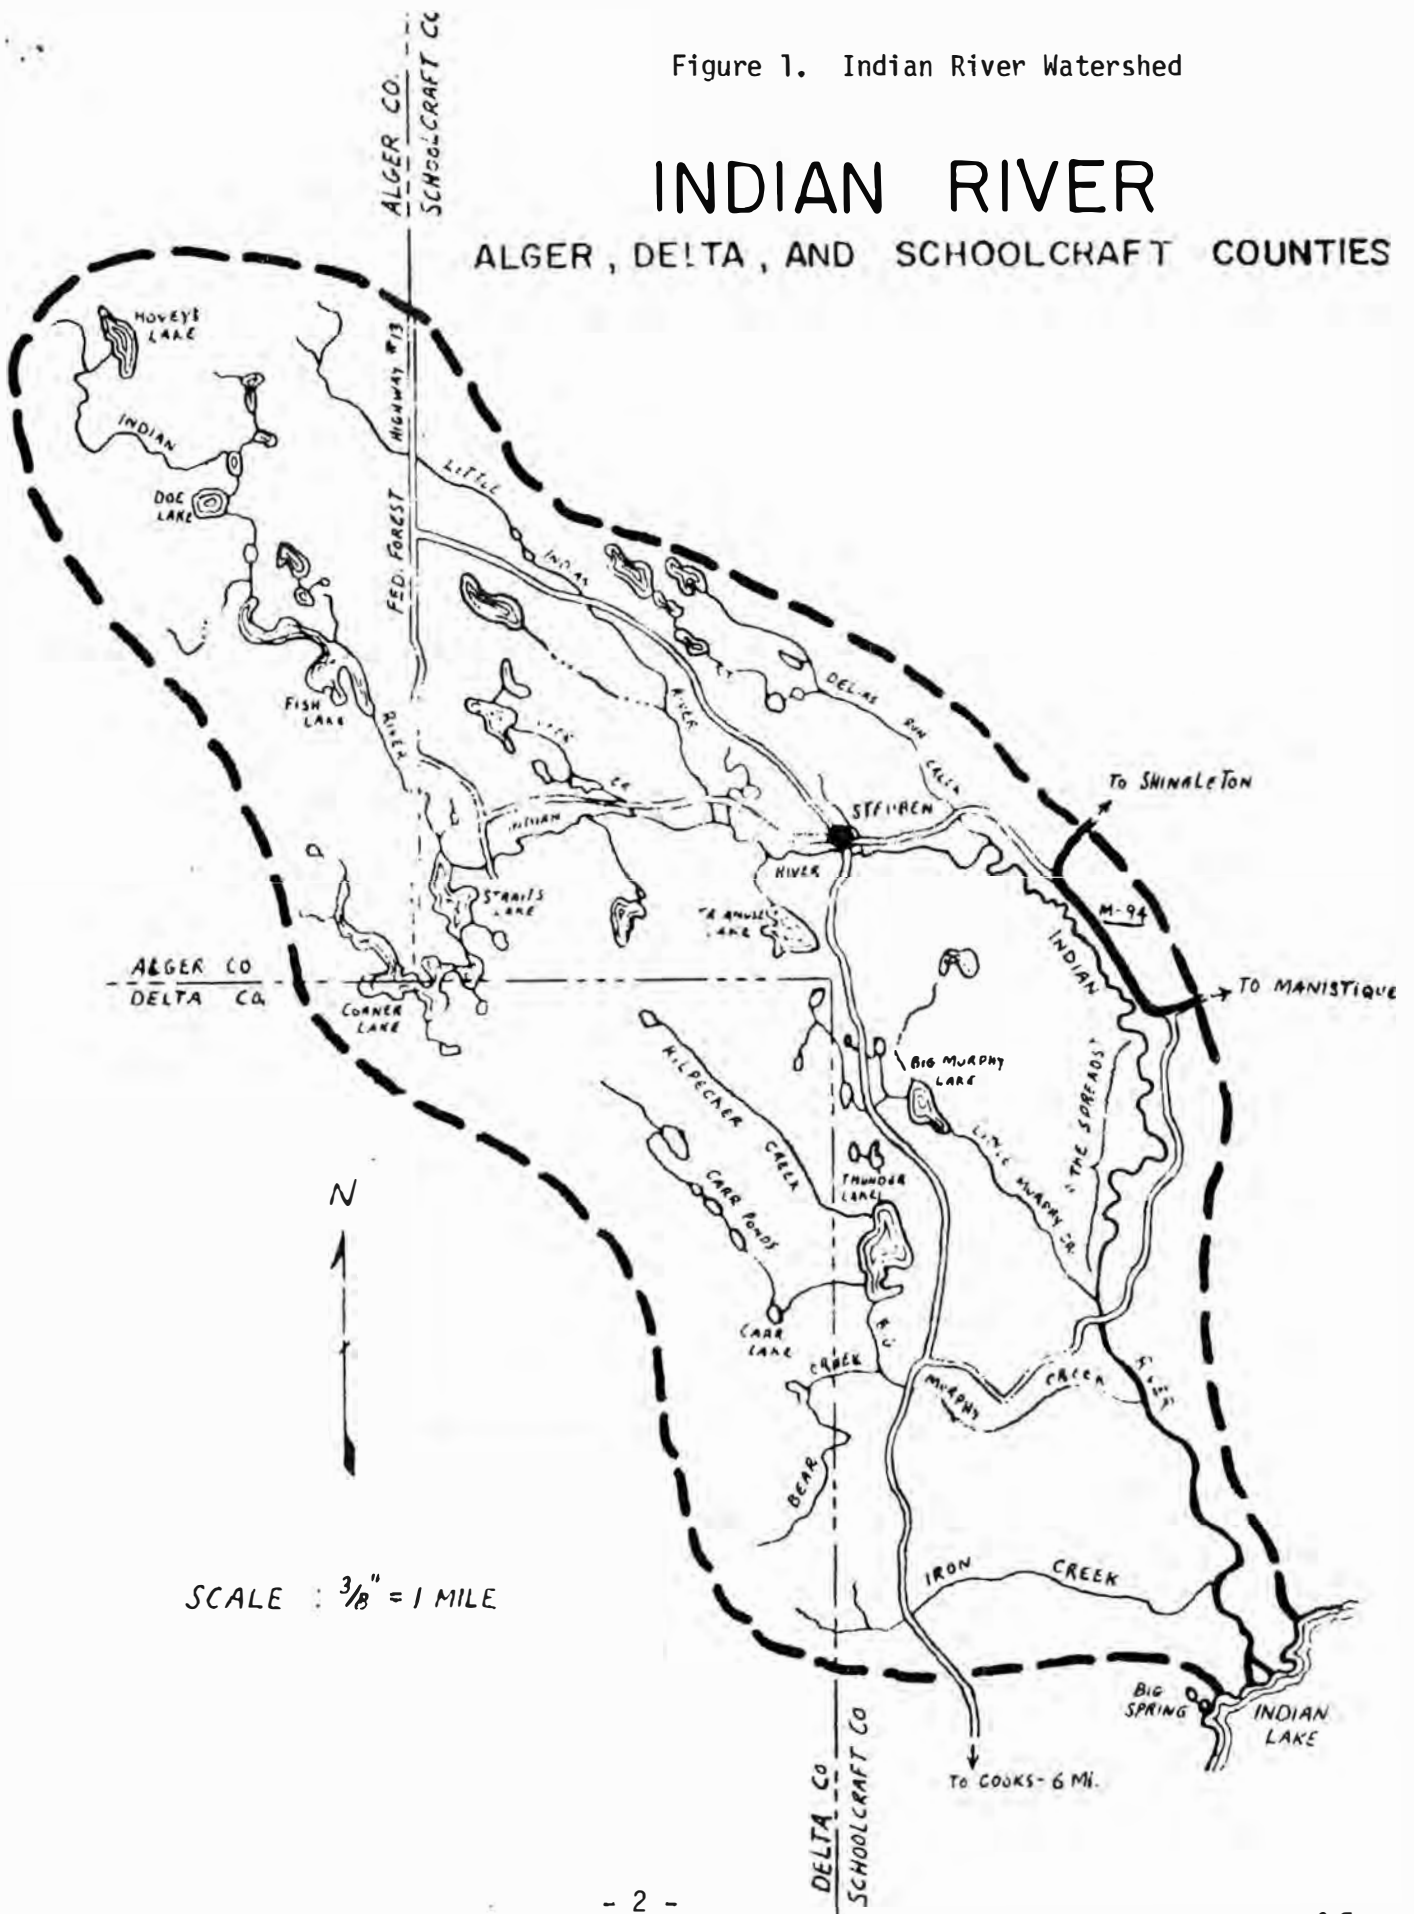 Figure 1. Indian River Watershed
INDIAN RIVER
ALGER, DELTA, AND SCHOOLCRAFT COUNTIES
ALGER CO.
SCHOOLCRAFT CO
HOVEYS
LAKE
INDIAN
DOE
LAKE
FED. FOREST HIGHWAY #13
LITTLE
INDIAN
RIVER
FISH
LAKE
RIVER
DELIAS
RUN
CREEK
CR
TO SHINGLETON
STEUBEN
INDIAN
RIVER
STRAITS
LAKE
LAKE
M-94
INDIAN
TO MANISTIQUE
ALGER CO
DELTA CO.
CORNER
LAKE
KILPECKER
CREEK
BIG MURPHY
LAKE
LITTLE
MURPHY CR.
"THE SPREADS"
THUNDER
LAKE
CARR PONDS
N
CARR
LAKE
CREEK
BEAR
MURPHY
CREEK
RIVER
IRON
CREEK
SCALE : 3/8" = 1 MILE
BIG
SPRING
INDIAN
LAKE
TO COOKS-6 Mi.
DELTA CO
SCHOOLCRAFT CO
- 2 -